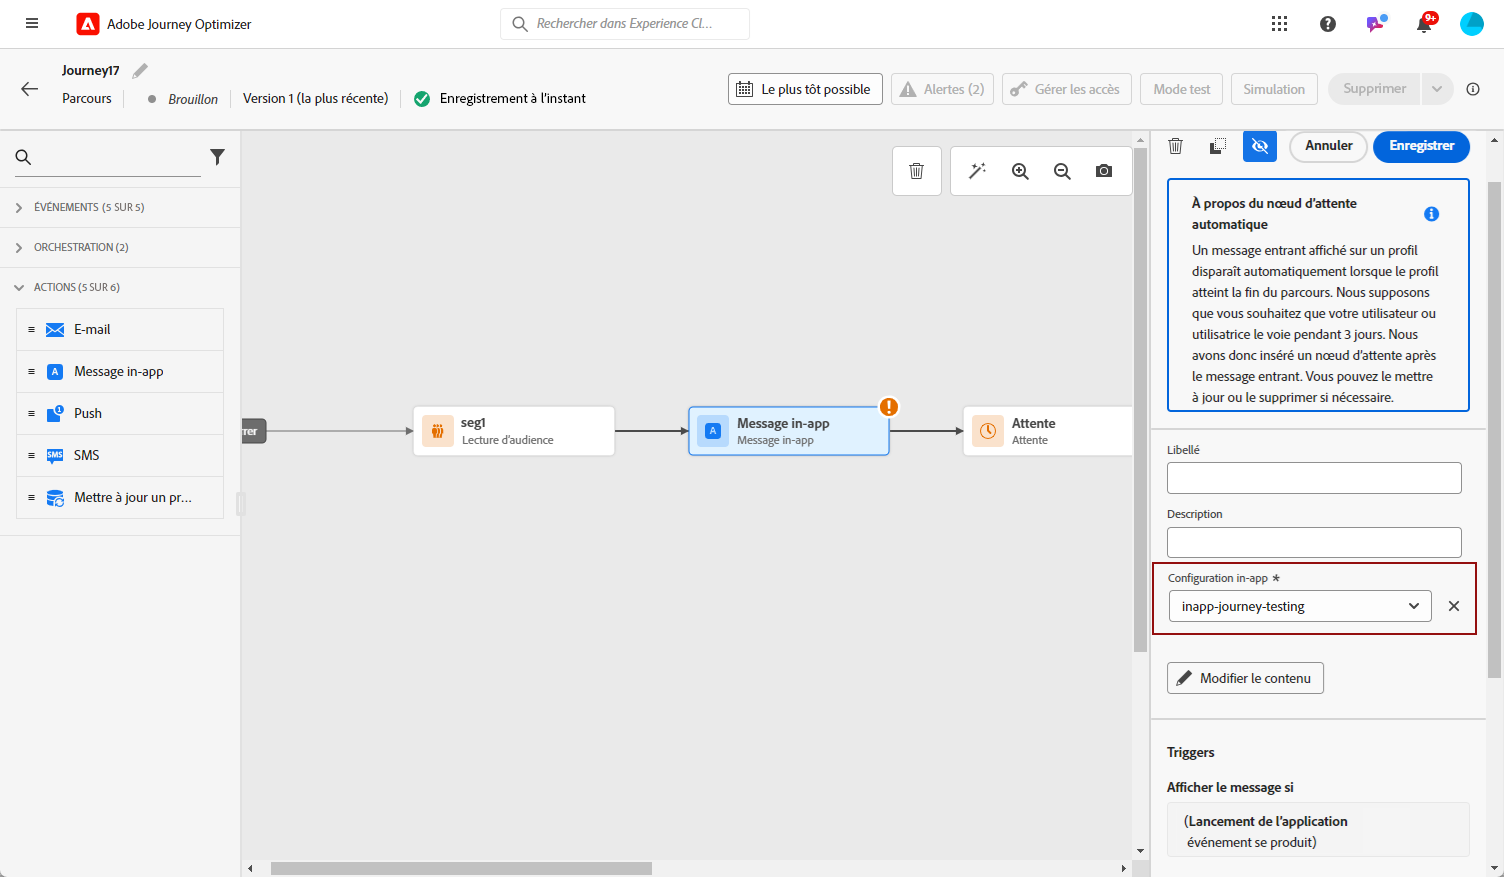 Adobe Journey Optimizer
Rechercher dans Experience Cl...
9+
Journey17
Parcours
Brouillon
Version 1 (la plus récente)
Enregistrement à l'instant
Le plus tôt possible
Alertes (2)
Gérer les accès
Mode test
Simulation
Supprimer
ÉVÉNEMENTS (5 SUR 5)
ORCHESTRATION (2)
ACTIONS (5 SUR 6)
E-mail
A
Message in-app
1
Push
SMS
SMS
Mettre à jour un pr...
rer
seg1
Lecture d'audience
A
Message in-app
Message in-app
Attente
Attente
Annuler
Enregistrer
À propos du nœud d'attente
automatique
Un message entrant affiché sur un profil
disparaît automatiquement lorsque le profil
atteint la fin du parcours. Nous supposons
que vous souhaitez que votre utilisateur ou
utilisatrice le voie pendant 3 jours. Nous
avons donc inséré un nœud d'attente après
le message entrant. Vous pouvez le mettre
à jour ou le supprimer si nécessaire.
Libellé
Description
Configuration in-app *
inapp-journey-testing
Modifier le contenu
Triggers
Afficher le message si
(Lancement de l'application
événement se produit)